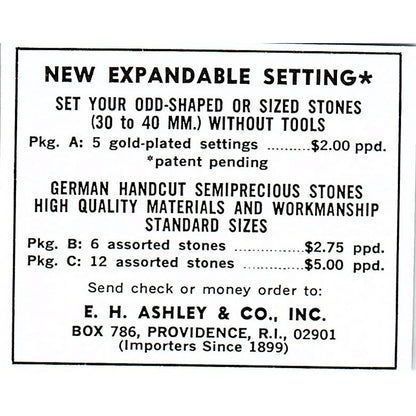 NEW EXPANDABLE SETTING*
SET YOUR ODD-SHAPED OR SIZED STONES
(30 to 40 MM.) WITHOUT TOOLS
Pkg. A: 5 gold-plated settings ..........$2.00 ppd.
*patent pending
GERMAN HANDCUT SEMIPRECIOUS STONES
HIGH QUALITY MATERIALS AND WORKMANSHIP
STANDARD SIZES
Pkg. B: 6 assorted stones ................$2.75 ppd.
Pkg. C: 12 assorted stones ..............$5.00 ppd.
Send check or money order to:
E. H. ASHLEY & CO., INC.
BOX 786, PROVIDENCE, R.I., 02901
(Importers Since 1899)